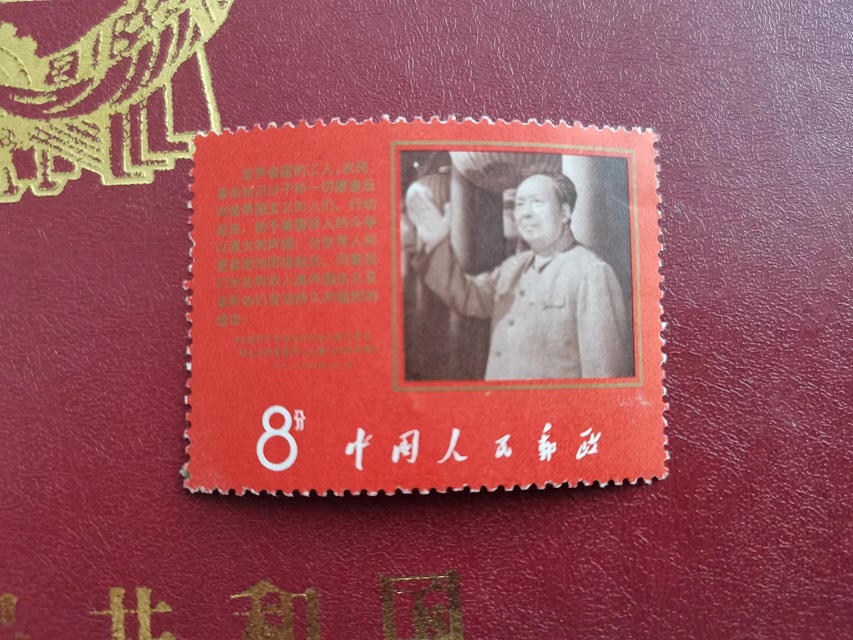 世界各国的工人、农民、
革命知识分子和一切愿意反
对美帝国主义的人们，行动
起来，给予美国黑人的斗争
以强大的声援！全世界人民
更紧密地团结起来，向着我
们的共同敌人美帝国主义及
其帮凶们发动持久的猛烈的
进攻！
8分 中国人民邮政
共和国